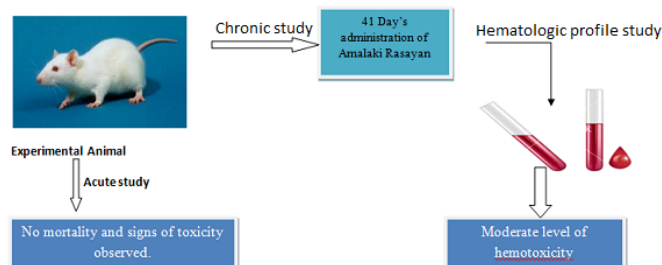 Chronic study
41 Day's
administration of
Amalaki Rasayan
Hematologic profile study
Experimental Animal
Acute study
No mortality and signs of toxicity
observed.
Moderate level of
hemotoxicity